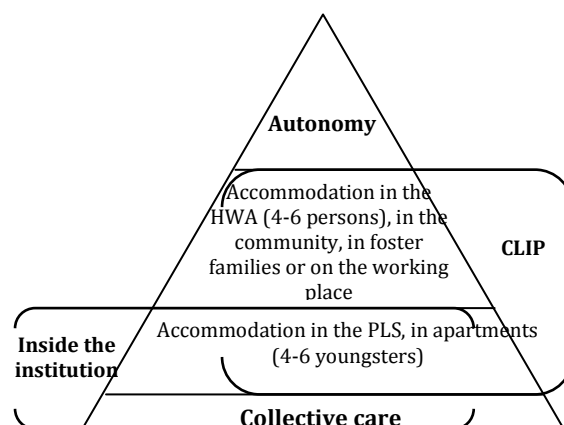 Autonomy
Accommodation in the
HWA (4-6 persons), in the
community, in foster
families or on the working
place
CLIP
Accommodation in the PLS, in apartments
(4-6 youngsters)
Inside the
institution
Collective care